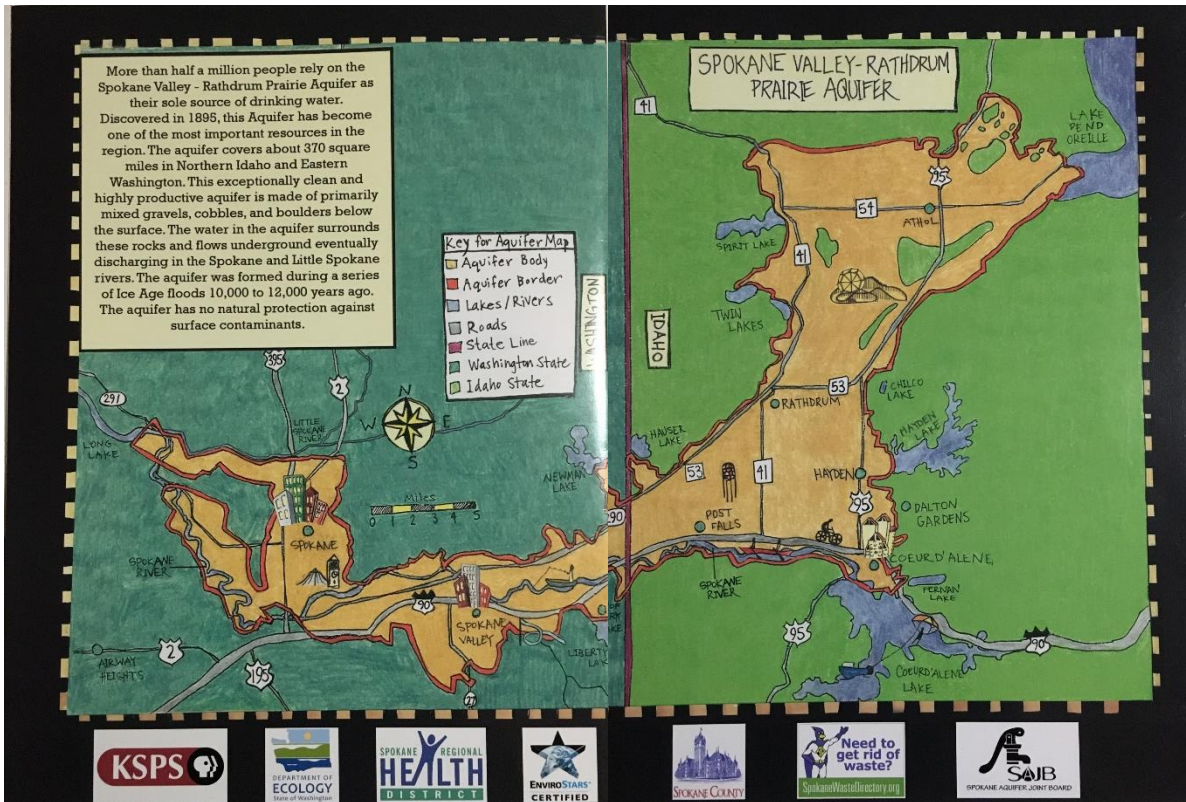 More than half a million people rely on the
Spokane Valley - Rathdrum Prairie Aquifer as
their sole source of drinking water.
Discovered in 1895, this Aquifer has become
one of the most important resources in the
region. The aquifer covers about 370 square
miles in Northern Idaho and Eastern
Washington. This exceptionally clean and
highly productive aquifer is made of primarily
mixed gravels, cobbles, and boulders below
the surface. The water in the aquifer surrounds
these rocks and flows underground eventually
discharging in the Spokane and Little Spokane
rivers. The aquifer was formed during a series
of Ice Age floods 10,000 to 12,000 years ago.
The aquifer has no natural protection against
surface contaminants.
Key for Aquifer Map
Aquifer Body
Aquifer Border
Lakes/Rivers
Roads
State Line
Washington State
Idaho State
395
2
291
LONG
LAKE
LITTLE
SPOKANE
RIVER
N
W
E
S
Miles
0 1 2 3 4 5
NEWMAN
LAKE
SPOKANE
SPOKANE
RIVER
90
SPOKANE
VALLEY
LIBERTY
AIRWAY
HEIGHTS
2
195
27
SPOKANE VALLEY-RATHDRUM
PRAIRIE AQUIFER
41
95
LAKE
PEND
OREILLE
54
ATHOL
SPIRIT LAKE
41
TWIN
LAKES
IDAHO
53
RATHDRUM
CHILCO
LAKE
HAYDEN
LAKE
HAUSER
LAKE
53
41
HAYDEN
95
DALTON
GARDENS
290
POST
FALLS
COEUR D'ALENE
SPOKANE
RIVER
FERNAN
LAKE
95
90
COEUR D'ALENE
LAKE
KSPS
DEPARTMENT OF
ECOLOGY
State of Washington
SPOKANE REGIONAL
HEALTH
DISTRICT
ENVIROSTARS
CERTIFIED
SPOKANE COUNTY
Need to
get rid of
waste?
SpokaneWasteDirectory.org
SAJB
SPOKANE AQUIFER JOINT BOARD